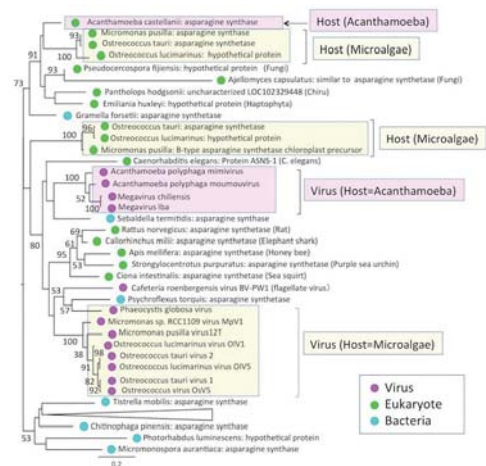 Acanthamoeba castellanii: asparagine synthase
Host (Acanthamoeba)
91
Micromonas pusilla: asparagine synthase
93
Ostreococcus tauri: asparagine synthetase
Host (Microalgae)
100
Ostreococcus lucimarinus: hypothetical protein
Pseudocercospora fijiensis: hypothetical protein (Fungi)
73
93
Ajellomyces capsulatus: similar to asparagine synthetase (Fungi)
Pantholops hodgsonii: uncharacterized LOC102329448 (Chiru)
Emiliania huxleyi: hypothetical protein (Haptophyta)
Gramella forsetii: asparagine synthetase
96
Ostreococcus tauri: asparagine synthetase
Ostreococcus lucimarinus: hypothetical protein
Host (Microalgae)
100
Micromonas pusilla: B-type asparagine synthetase chloroplast precursor
Caenorhabditis elegans: Protein ASNS-1 (C. elegans)
Acanthamoeba polyphaga mimivirus
100
Acanthamoeba polyphaga moumouvirus
Virus (Host=Acanthamoeba)
52
Megavirus chiliensis
100
Megavirus lba
Sebaldella termitidis: asparagine synthase
80
69
Rattus norvegicus: asparagine synthetase (Rat)
61
Callorhinchus milii: asparagine synthetase (Elephant shark)
95
Apis mellifera: asparagine synthetase (Honey bee)
53
Strongylocentrotus purpuratus: asparagine synthetase (Purple sea urchin)
Ciona intestinalis: asparagine synthetase (Sea squirt)
53
Cafeteria roenbergensis virus BV-PW1 (flagellate virus)
Psychroflexus torquis: asparagine synthetase
57
Phaeocystis globosa virus
Micromonas sp. RCC1109 virus MpV1
100
Micromonas pusilla virus12T
38
98
Ostreococcus lucimarinus virus OlV1
Virus (Host=Microalgae)
91
Ostreococcus tauri virus 2
Ostreococcus lucimarinus virus OlV5
82
Ostreococcus tauri virus 1
92
Ostreococcus virus OsV5
Tistrella mobilis: asparagine synthase
Virus
Eukaryote
Bacteria
Chitinophaga pinensis: asparagine synthase
53
Photorhabdus luminescens: hypothetical protein
Micromonospora aurantiaca: asparagine synthase
0.2